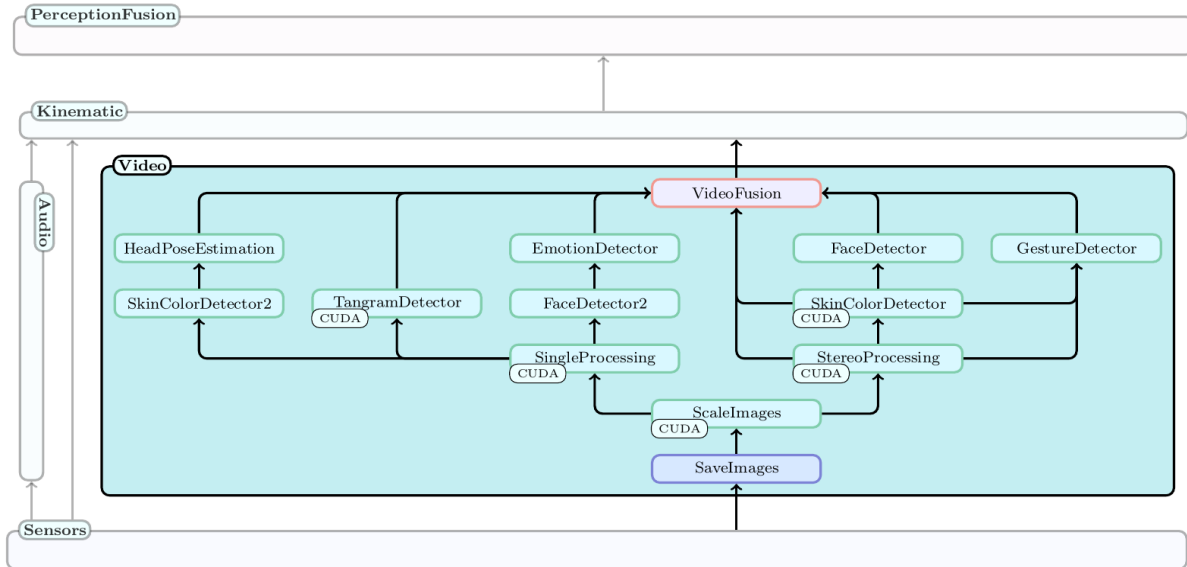 PerceptionFusion
Kinematic
Video
VideoFusion
Audio
HeadPoseEstimation
EmotionDetector
FaceDetector
GestureDetector
SkinColorDetector2
TangramDetector
CUDA
FaceDetector2
SkinColorDetector
CUDA
SingleProcessing
CUDA
StereoProcessing
CUDA
ScaleImages
CUDA
SaveImages
Sensors